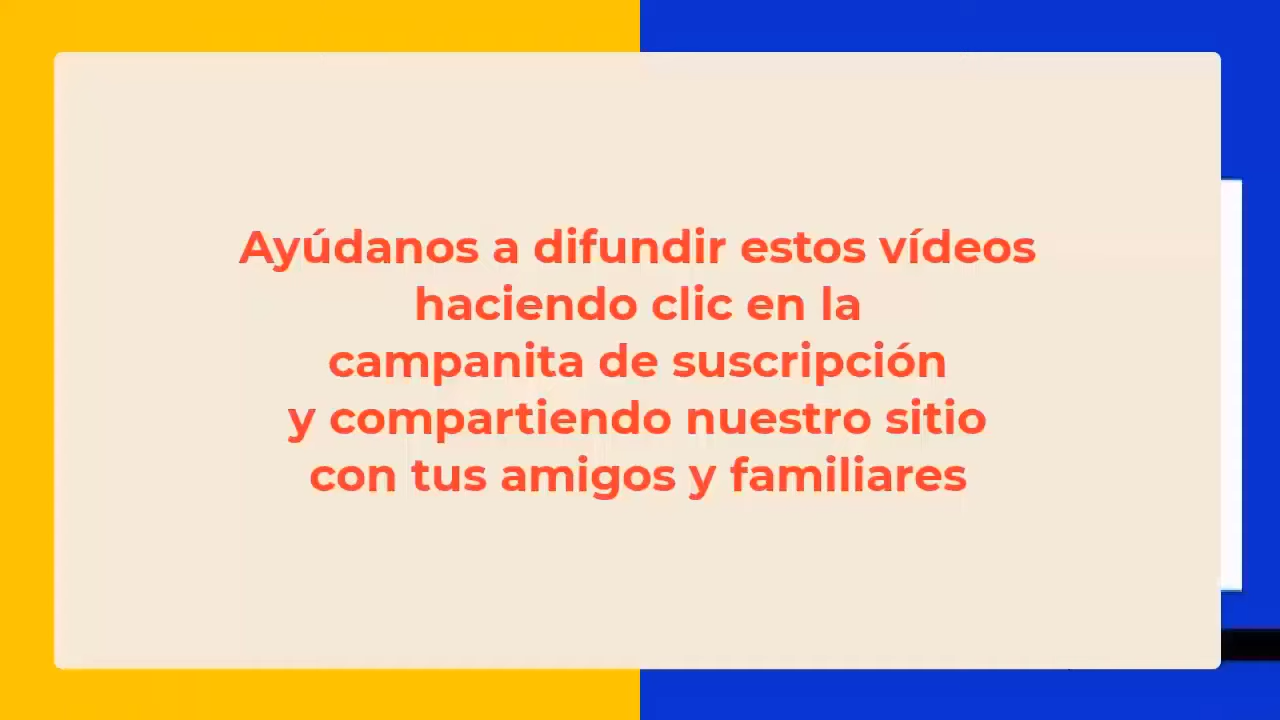 Ayúdanos a difundir estos vídeos
haciendo clic en la
campanita de suscripción
y compartiendo nuestro sitio
con tus amigos y familiares